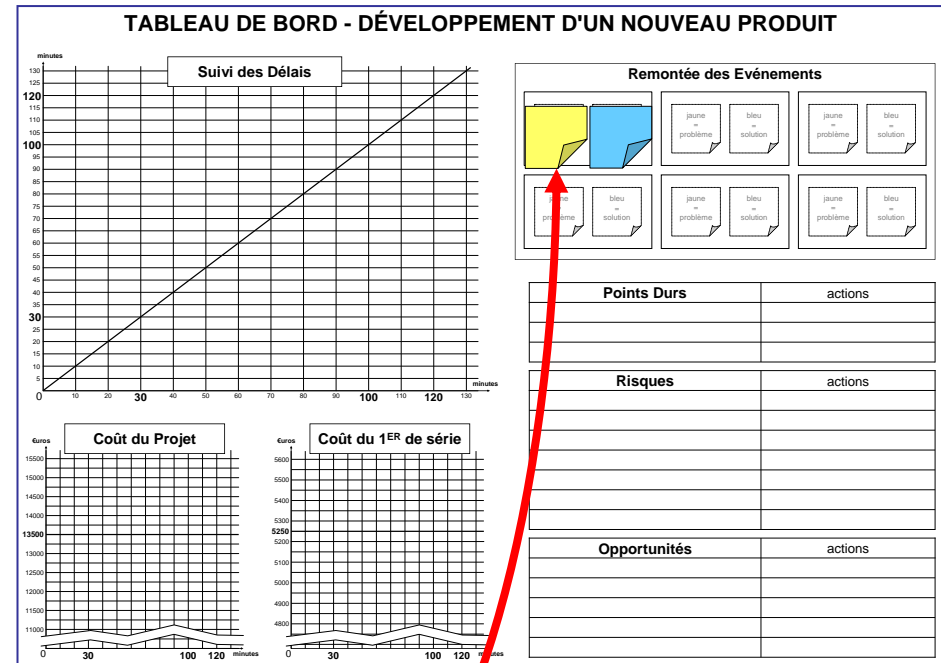 TABLEAU DE BORD - DÉVELOPPEMENT D'UN NOUVEAU PRODUIT
minutes
Suivi des Délais
130
125
120
115
110
105
100
95
90
85
80
75
70
65
60
55
50
45
40
35
30
25
20
15
10
5
0 10 20 30 40 50 60 70 80 90 100 110 120 130
minutes
Remontée des Evénements
jaune = problème
bleu = solution
jaune = problème
bleu = solution
jaune = problème
bleu = solution
jaune = problème
bleu = solution
jaune = problème
bleu = solution
Points Durs actions
Risques actions
Opportunités actions
€uros
Coût du Projet
15500
15000
14500
14000
13500
13000
12500
12000
11500
11000
0 30 100 120 minutes
€uros
Coût du 1ER de série
5600
5500
5400
5300
5250
5200
5100
5000
4900
4800
0 30 100 120 minutes